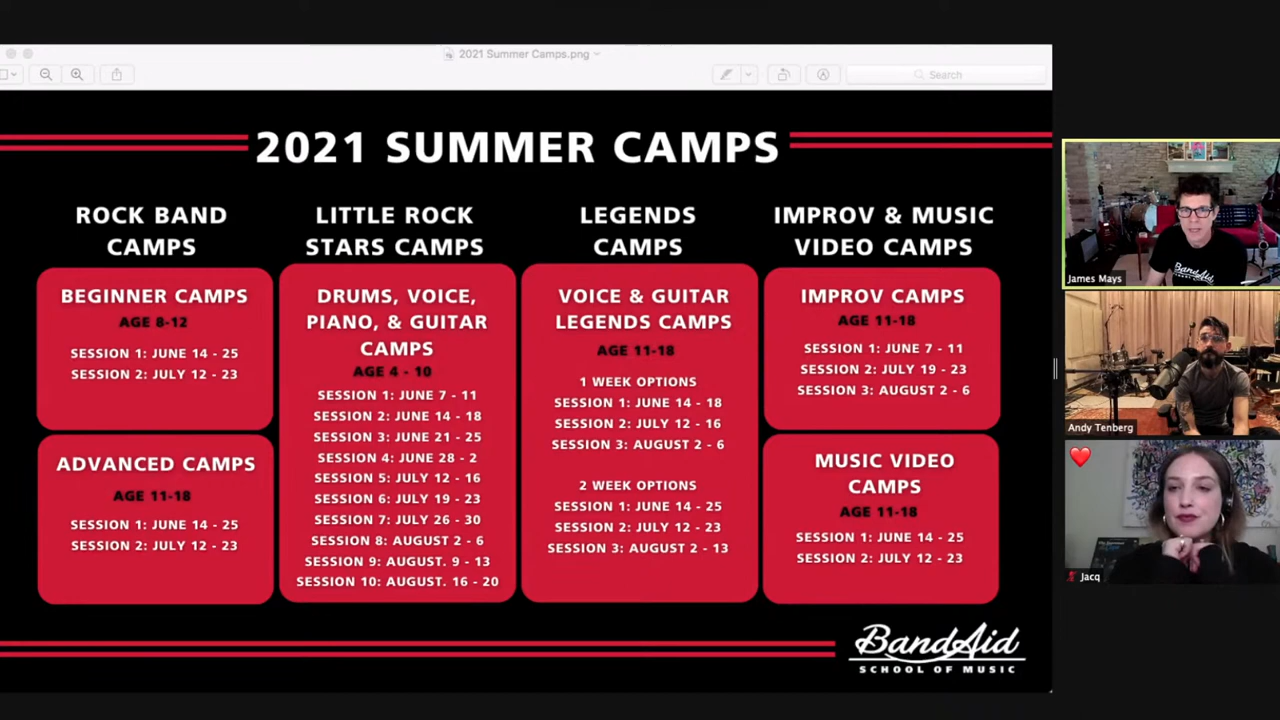 2021 Summer Camps.png
Search
2021 SUMMER CAMPS
ROCK BAND
CAMPS
BEGINNER CAMPS
AGE 8-12
SESSION 1: JUNE 14 - 25
SESSION 2: JULY 12 - 23
ADVANCED CAMPS
AGE 11-18
SESSION 1: JUNE 14 - 25
SESSION 2: JULY 12 - 23
LITTLE ROCK
STARS CAMPS
DRUMS, VOICE,
PIANO, & GUITAR
CAMPS
AGE 4 - 10
SESSION 1: JUNE 7 - 11
SESSION 2: JUNE 14 - 18
SESSION 3: JUNE 21 - 25
SESSION 4: JUNE 28 - 2
SESSION 5: JULY 12 - 16
SESSION 6: JULY 19 - 23
SESSION 7: JULY 26 - 30
SESSION 8: AUGUST 2 - 6
SESSION 9: AUGUST. 9 - 13
SESSION 10: AUGUST. 16 - 20
LEGENDS
CAMPS
VOICE & GUITAR
LEGENDS CAMPS
AGE 11-18
1 WEEK OPTIONS
SESSION 1: JUNE 14 - 18
SESSION 2: JULY 12 - 16
SESSION 3: AUGUST 2 - 6
2 WEEK OPTIONS
SESSION 1: JUNE 14 - 25
SESSION 2: JULY 12 - 23
SESSION 3: AUGUST 2 - 13
IMPROV & MUSIC
VIDEO CAMPS
IMPROV CAMPS
AGE 11-18
SESSION 1: JUNE 7 - 11
SESSION 2: JULY 19 - 23
SESSION 3: AUGUST 2 - 6
MUSIC VIDEO
CAMPS
AGE 11-18
SESSION 1: JUNE 14 - 25
SESSION 2: JULY 12 - 23
BandAid
SCHOOL OF MUSIC
BandAid
James Mays
Andy Tenberg
Jacq